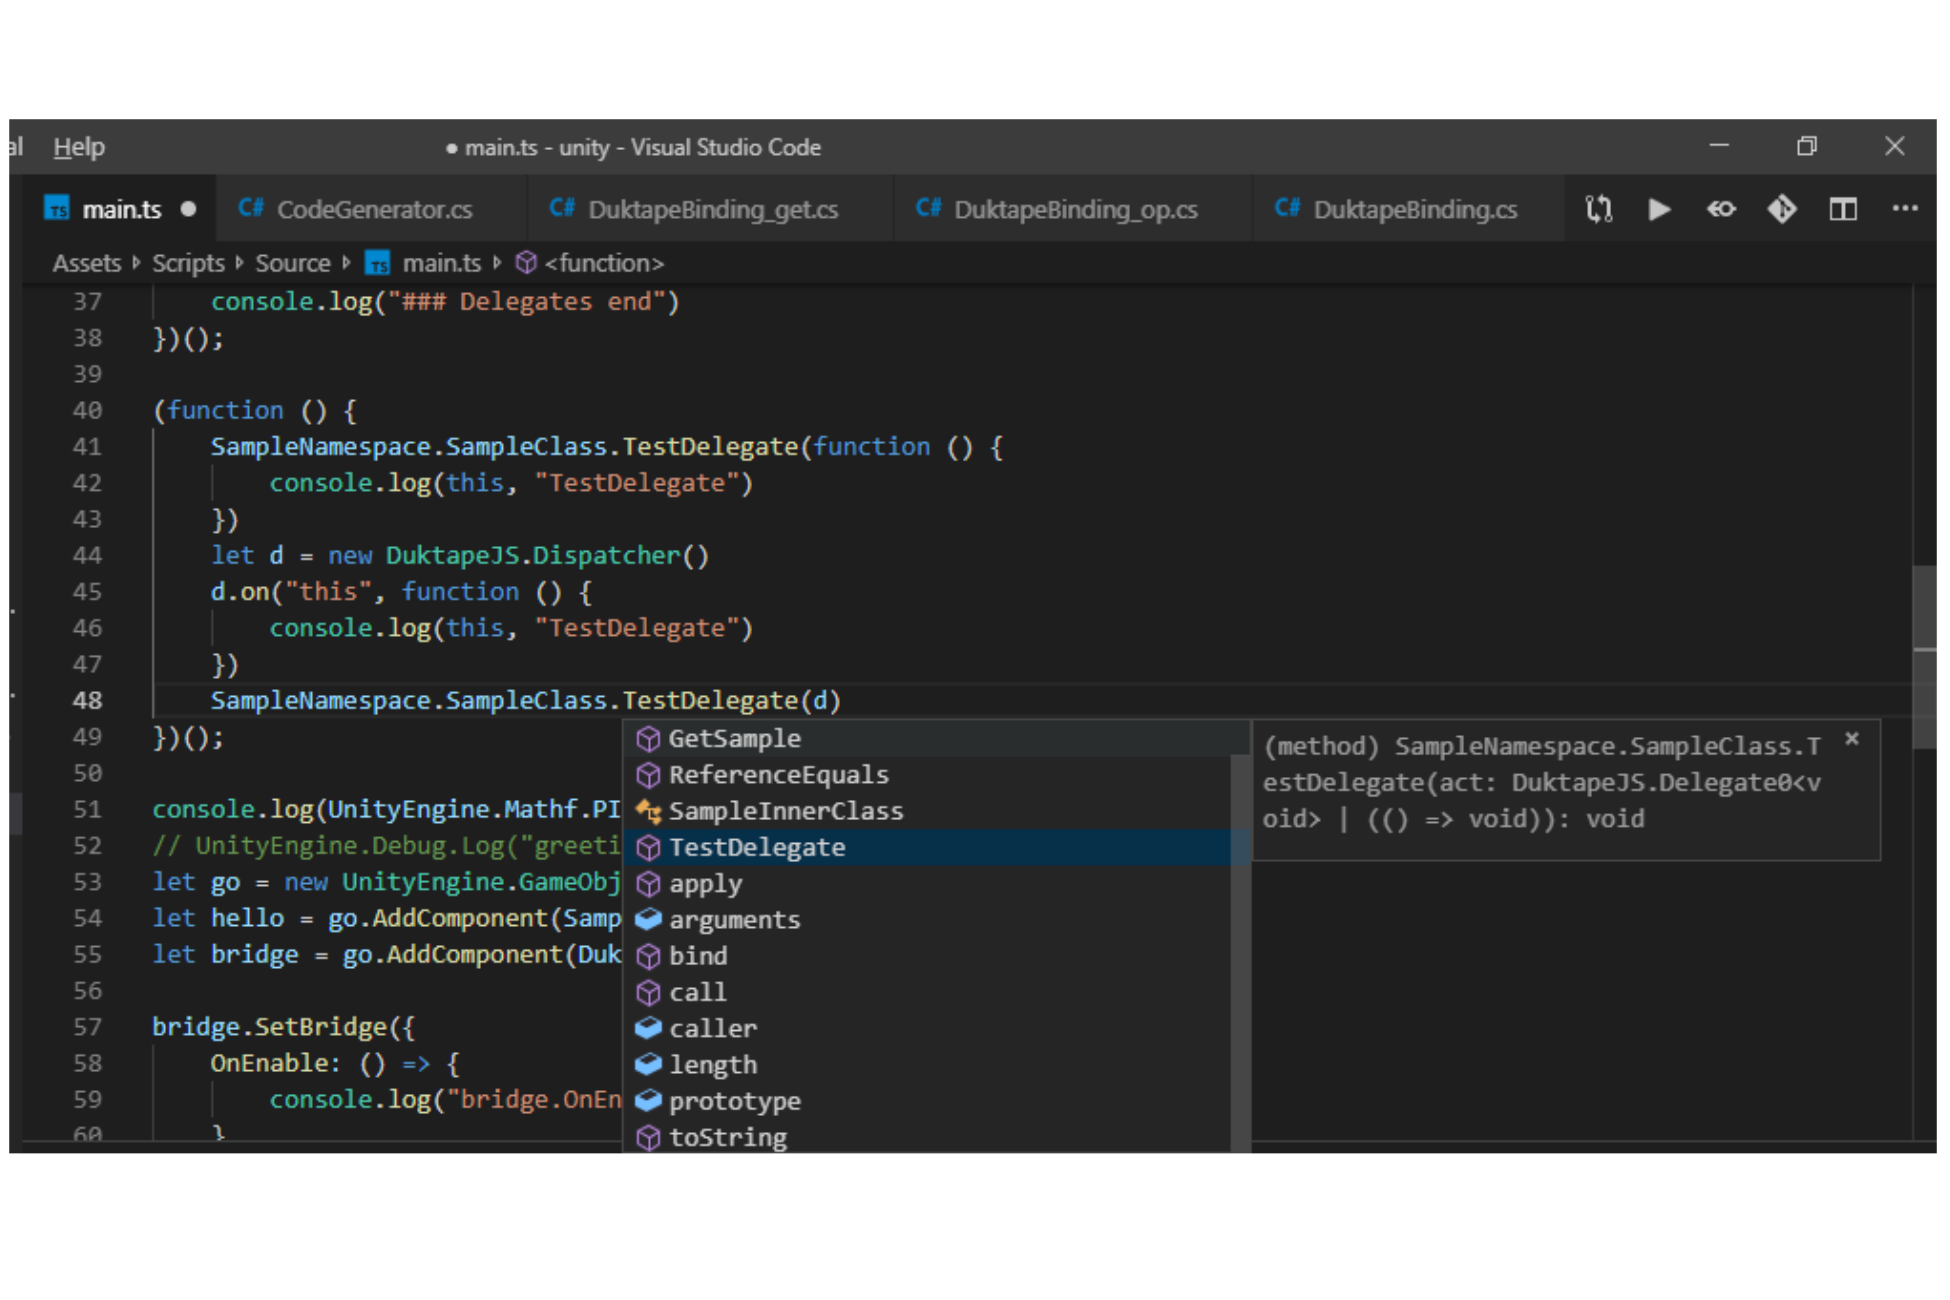 al Help ● main.ts - unity - Visual Studio Code
TS main.ts ● C# CodeGenerator.cs C# DuktapeBinding_get.cs C# DuktapeBinding_op.cs C# DuktapeBinding.cs
Assets Scripts Source TS main.ts <function>
37 console.log("### Delegates end")
38 })();
39
40 (function () {
41 SampleNamespace.SampleClass.TestDelegate(function () {
42 console.log(this, "TestDelegate")
43 })
44 let d = new DuktapeJS.Dispatcher()
45 d.on("this", function () {
46 console.log(this, "TestDelegate")
47 })
48 SampleNamespace.SampleClass.TestDelegate(d)
49 })();
50
51 console.log(UnityEngine.Mathf.PI
52 // UnityEngine.Debug.Log("greeti
53 let go = new UnityEngine.GameObj
54 let hello = go.AddComponent(Samp
55 let bridge = go.AddComponent(Duk
56
57 bridge.SetBridge({
58 OnEnable: () => {
59 console.log("bridge.OnEn
60 }
GetSample
ReferenceEquals
SampleInnerClass
TestDelegate
apply
arguments
bind
call
caller
length
prototype
toString
(method) SampleNamespace.SampleClass.T
estDelegate(act: DuktapeJS.Delegate0<v
oid> | (() => void)): void